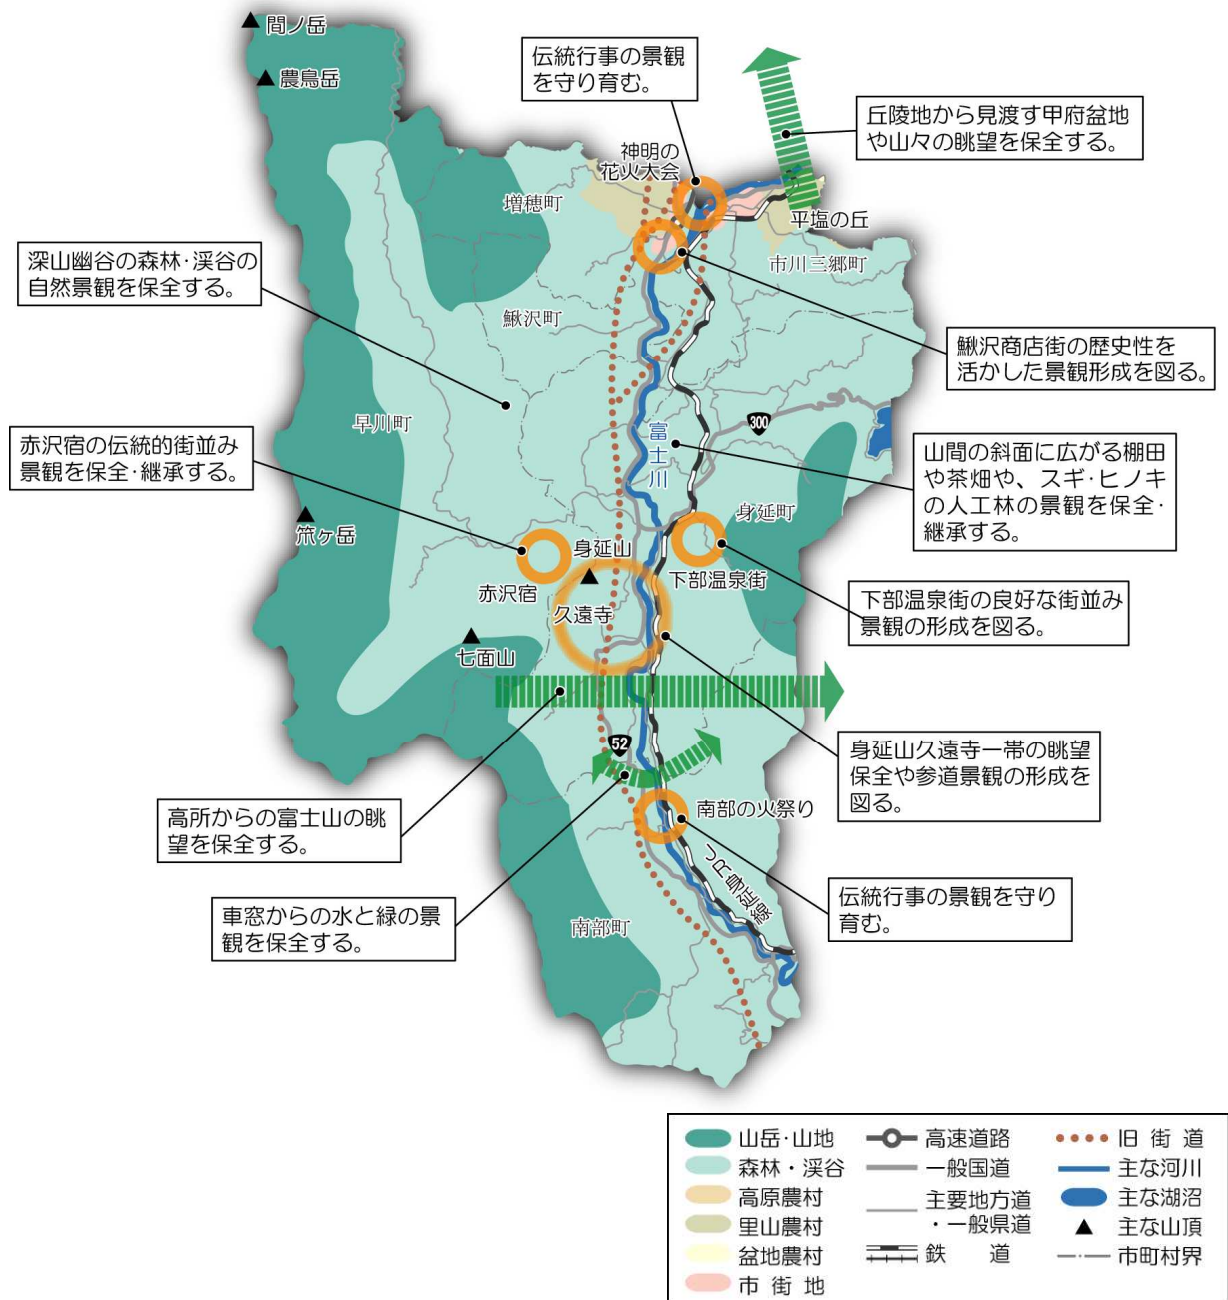 間ノ岳
農鳥岳
伝統行事の景観
を守り育む。
丘陵地から見渡す甲府盆地
や山々の眺望を保全する。
神明の
花火大会
増穂町
平塩の丘
市川三郷町
深山幽谷の森林・渓谷の
自然景観を保全する。
鰍沢町
鰍沢商店街の歴史性を
活かした景観形成を図る。
早川町
300
富士川
赤沢宿の伝統的街並み
景観を保全・継承する。
山間の斜面に広がる棚田
や茶畑や、スギ・ヒノキ
の人工林の景観を保全・
継承する。
身延町
笊ヶ岳
身延山
下部温泉街
赤沢宿
久遠寺
下部温泉街の良好な街並み
景観の形成を図る。
七面山
52
身延山久遠寺一帯の眺望
保全や参道景観の形成を
図る。
高所からの富士山の眺
望を保全する。
南部の火祭り
JR身延線
車窓からの水と緑の景
観を保全する。
南部町
伝統行事の景観を守り
育む。
山岳・山地
森林・渓谷
高原農村
里山農村
盆地農村
市街地
高速道路
一般国道
主要地方道
・一般県道
鉄道
旧街道
主な河川
主な湖沼
主な山頂
市町村界